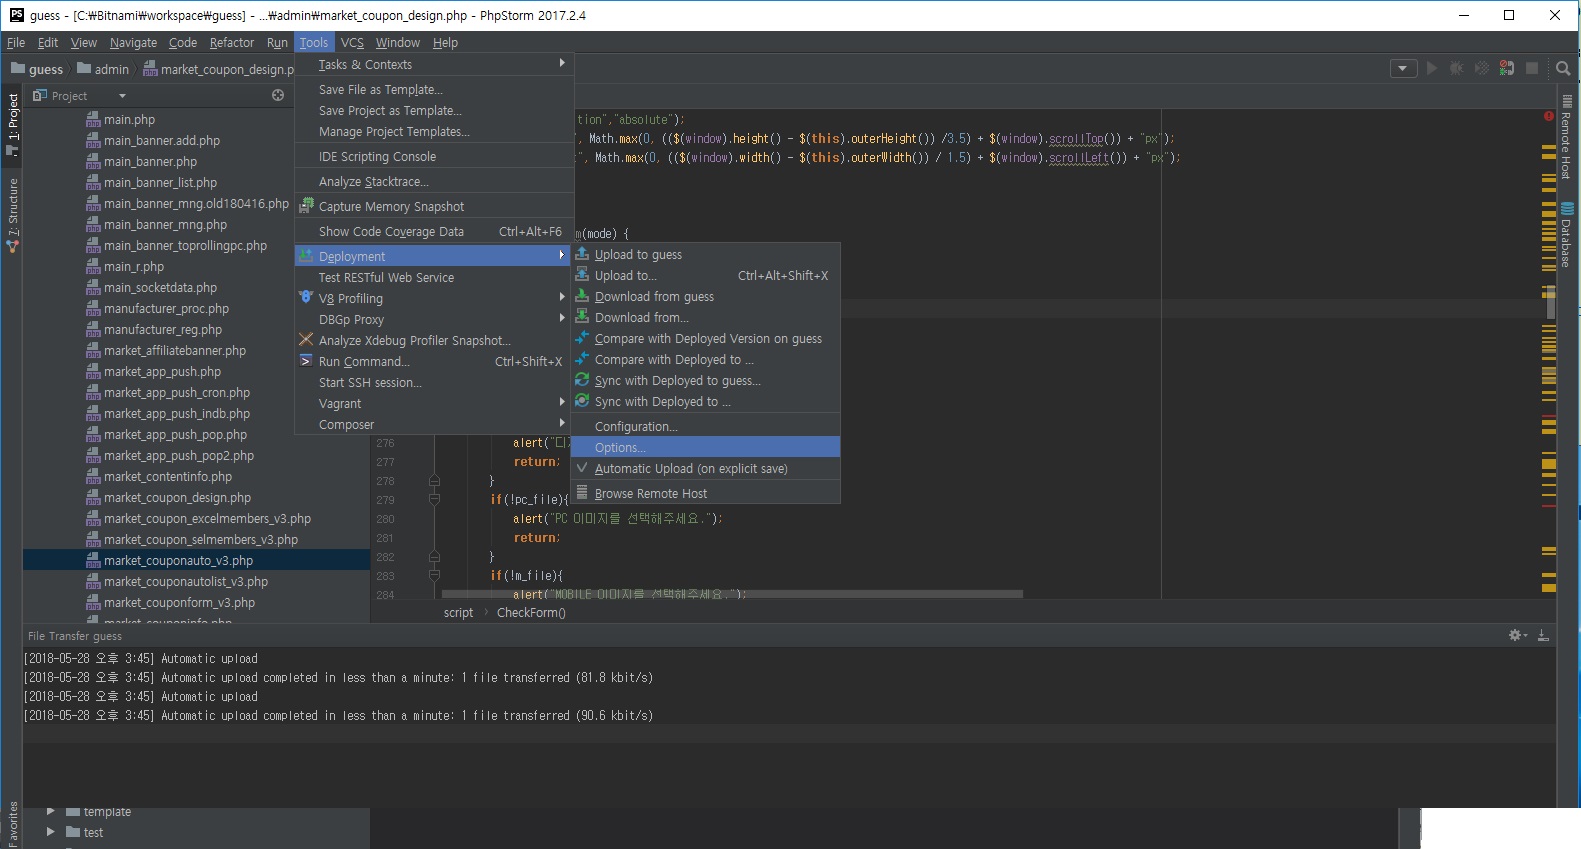 guess - [C:₩Bitnami₩workspace₩guess] - ...₩admin₩market_coupon_design.php - PhpStorm 2017.2.4
File Edit View Navigate Code Refactor Run Tools VCS Window Help
guess admin market_coupon_design.p
Project
1: Project
7: Structure
Favorites
Remote Host
Database
main.php
main_banner.add.php
main_banner.php
main_banner_list.php
main_banner_mng.old180416.php
main_banner_mng.php
main_banner_toprollingpc.php
main_r.php
main_socketdata.php
manufacturer_proc.php
manufacturer_reg.php
market_affiliatebanner.php
market_app_push.php
market_app_push_cron.php
market_app_push_indb.php
market_app_push_pop.php
market_app_push_pop2.php
market_contentinfo.php
market_coupon_design.php
market_coupon_excelmembers_v3.php
market_coupon_selmembers_v3.php
market_couponauto_v3.php
market_couponautolist_v3.php
market_couponform_v3.php
market_couponinfo.php
Tasks & Contexts
Save File as Template...
Save Project as Template...
Manage Project Templates...
IDE Scripting Console
Analyze Stacktrace...
Capture Memory Snapshot
Show Code Coverage Data Ctrl+Alt+F6
Deployment
Test RESTful Web Service
V8 Profiling
DBGp Proxy
Analyze Xdebug Profiler Snapshot...
Run Command... Ctrl+Shift+X
Start SSH session...
Vagrant
Composer
Upload to guess
Upload to... Ctrl+Alt+Shift+X
Download from guess
Download from...
Compare with Deployed Version on guess
Compare with Deployed to ...
Sync with Deployed to guess...
Sync with Deployed to ...
Configuration...
Options...
Automatic Upload (on explicit save)
Browse Remote Host
tion","absolute");
", Math.max(0, (($(window).height() - $(this).outerHeight()) /3.5) + $(window).scrollTop()) + "px");
", Math.max(0, (($(window).width() - $(this).outerWidth()) / 1.5) + $(window).scrollLeft()) + "px");
m(mode) {
276 alert("디
277 return;
278 }
279 if(!pc_file){
280 alert("PC 이미지를 선택해주세요.");
281 return;
282 }
283 if(!m_file){
284 alert("MOBILE 이미지를 선택해주세요.");
script CheckForm()
File Transfer guess
[2018-05-28 오후 3:45] Automatic upload
[2018-05-28 오후 3:45] Automatic upload completed in less than a minute: 1 file transferred (81.8 kbit/s)
[2018-05-28 오후 3:45] Automatic upload
[2018-05-28 오후 3:45] Automatic upload completed in less than a minute: 1 file transferred (90.6 kbit/s)
template
test